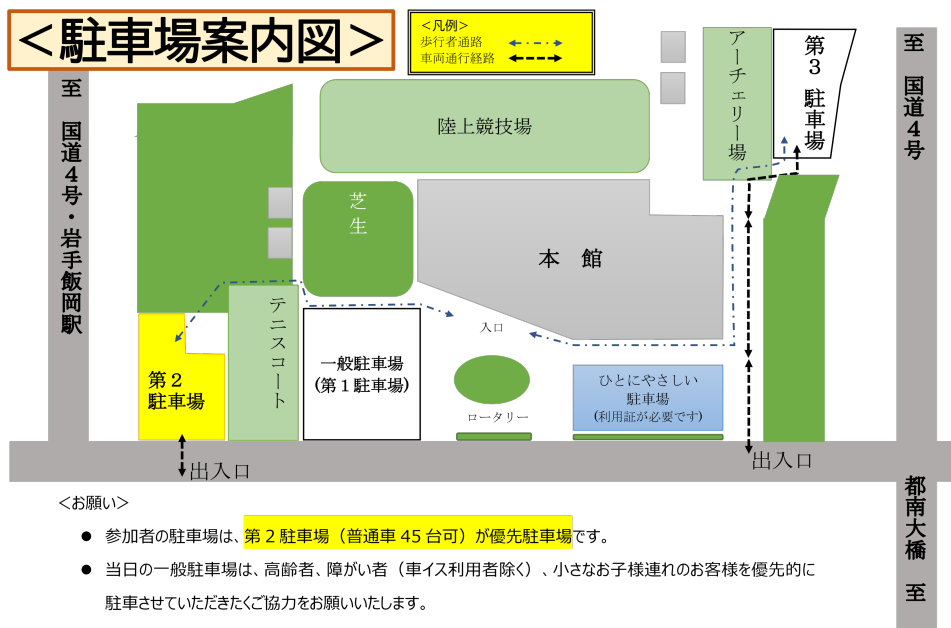 ＜駐車場案内図＞
＜凡例＞
歩行者通路
車両通行経路
至　国道4号・岩手飯岡駅
陸上競技場
アーチェリー場
第3 駐車場
至　国道4号
芝生
本　館
テニスコート
入口
第2
駐車場
一般駐車場
(第1駐車場)
ロータリー
ひとにやさしい
駐車場
(利用証が必要です)
出入口
出入口
都南大橋　至
＜お願い＞
● 参加者の駐車場は、第2駐車場（普通車 45 台可）が優先駐車場です。
● 当日の一般駐車場は、高齢者、障がい者（車イス利用者除く）、小さなお子様連れのお客様を優先的に
駐車させていただきたくご協力をお願いいたします。